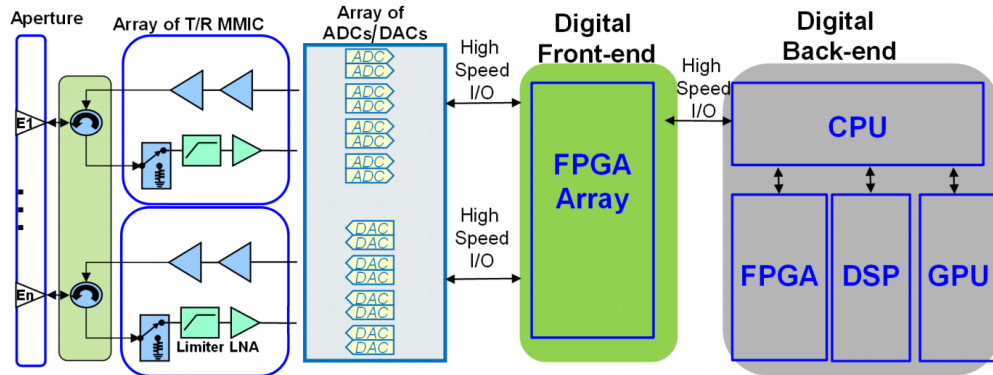 Aperture
Array of T/R MMIC
Array of
ADCs/DACs
Digital
Front-end
Digital
Back-end
E1
En
Limiter LNA
ADC
ADC
ADC
ADC
ADC
ADC
ADC
ADC
DAC
DAC
DAC
DAC
DAC
DAC
DAC
DAC
High
Speed
I/O
High
Speed
I/O
FPGA
Array
High
Speed
I/O
CPU
FPGA
DSP
GPU